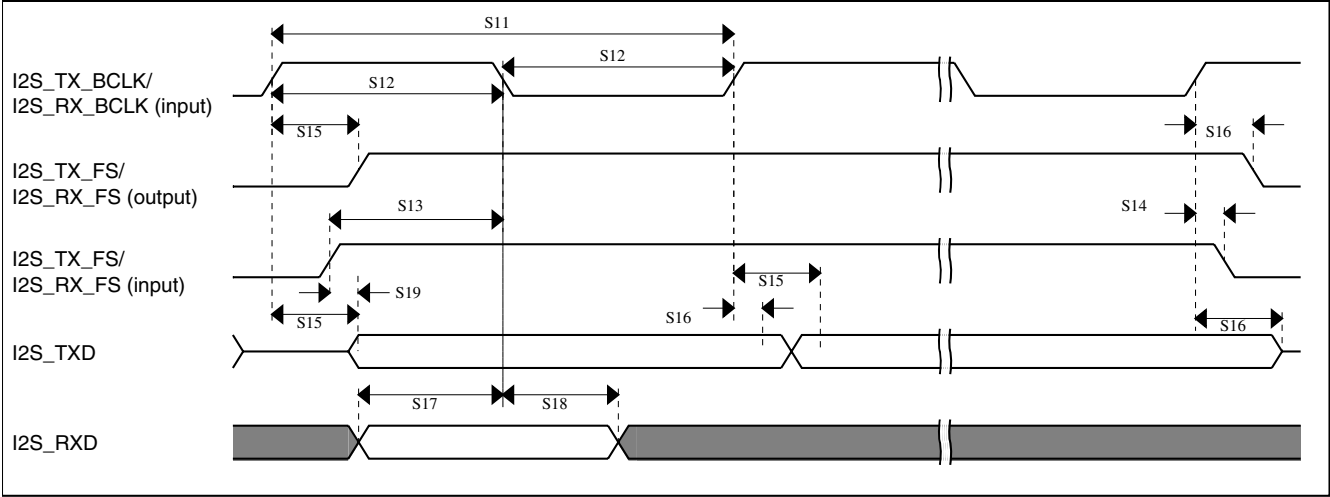 S11
I2S_TX_BCLK/
I2S_RX_BCLK (input)
S12
S12
S15
S16
I2S_TX_FS/
I2S_RX_FS (output)
S13
S14
I2S_TX_FS/
I2S_RX_FS (input)
S19
S15
S15
S16
S16
I2S_TXD
S17
S18
I2S_RXD